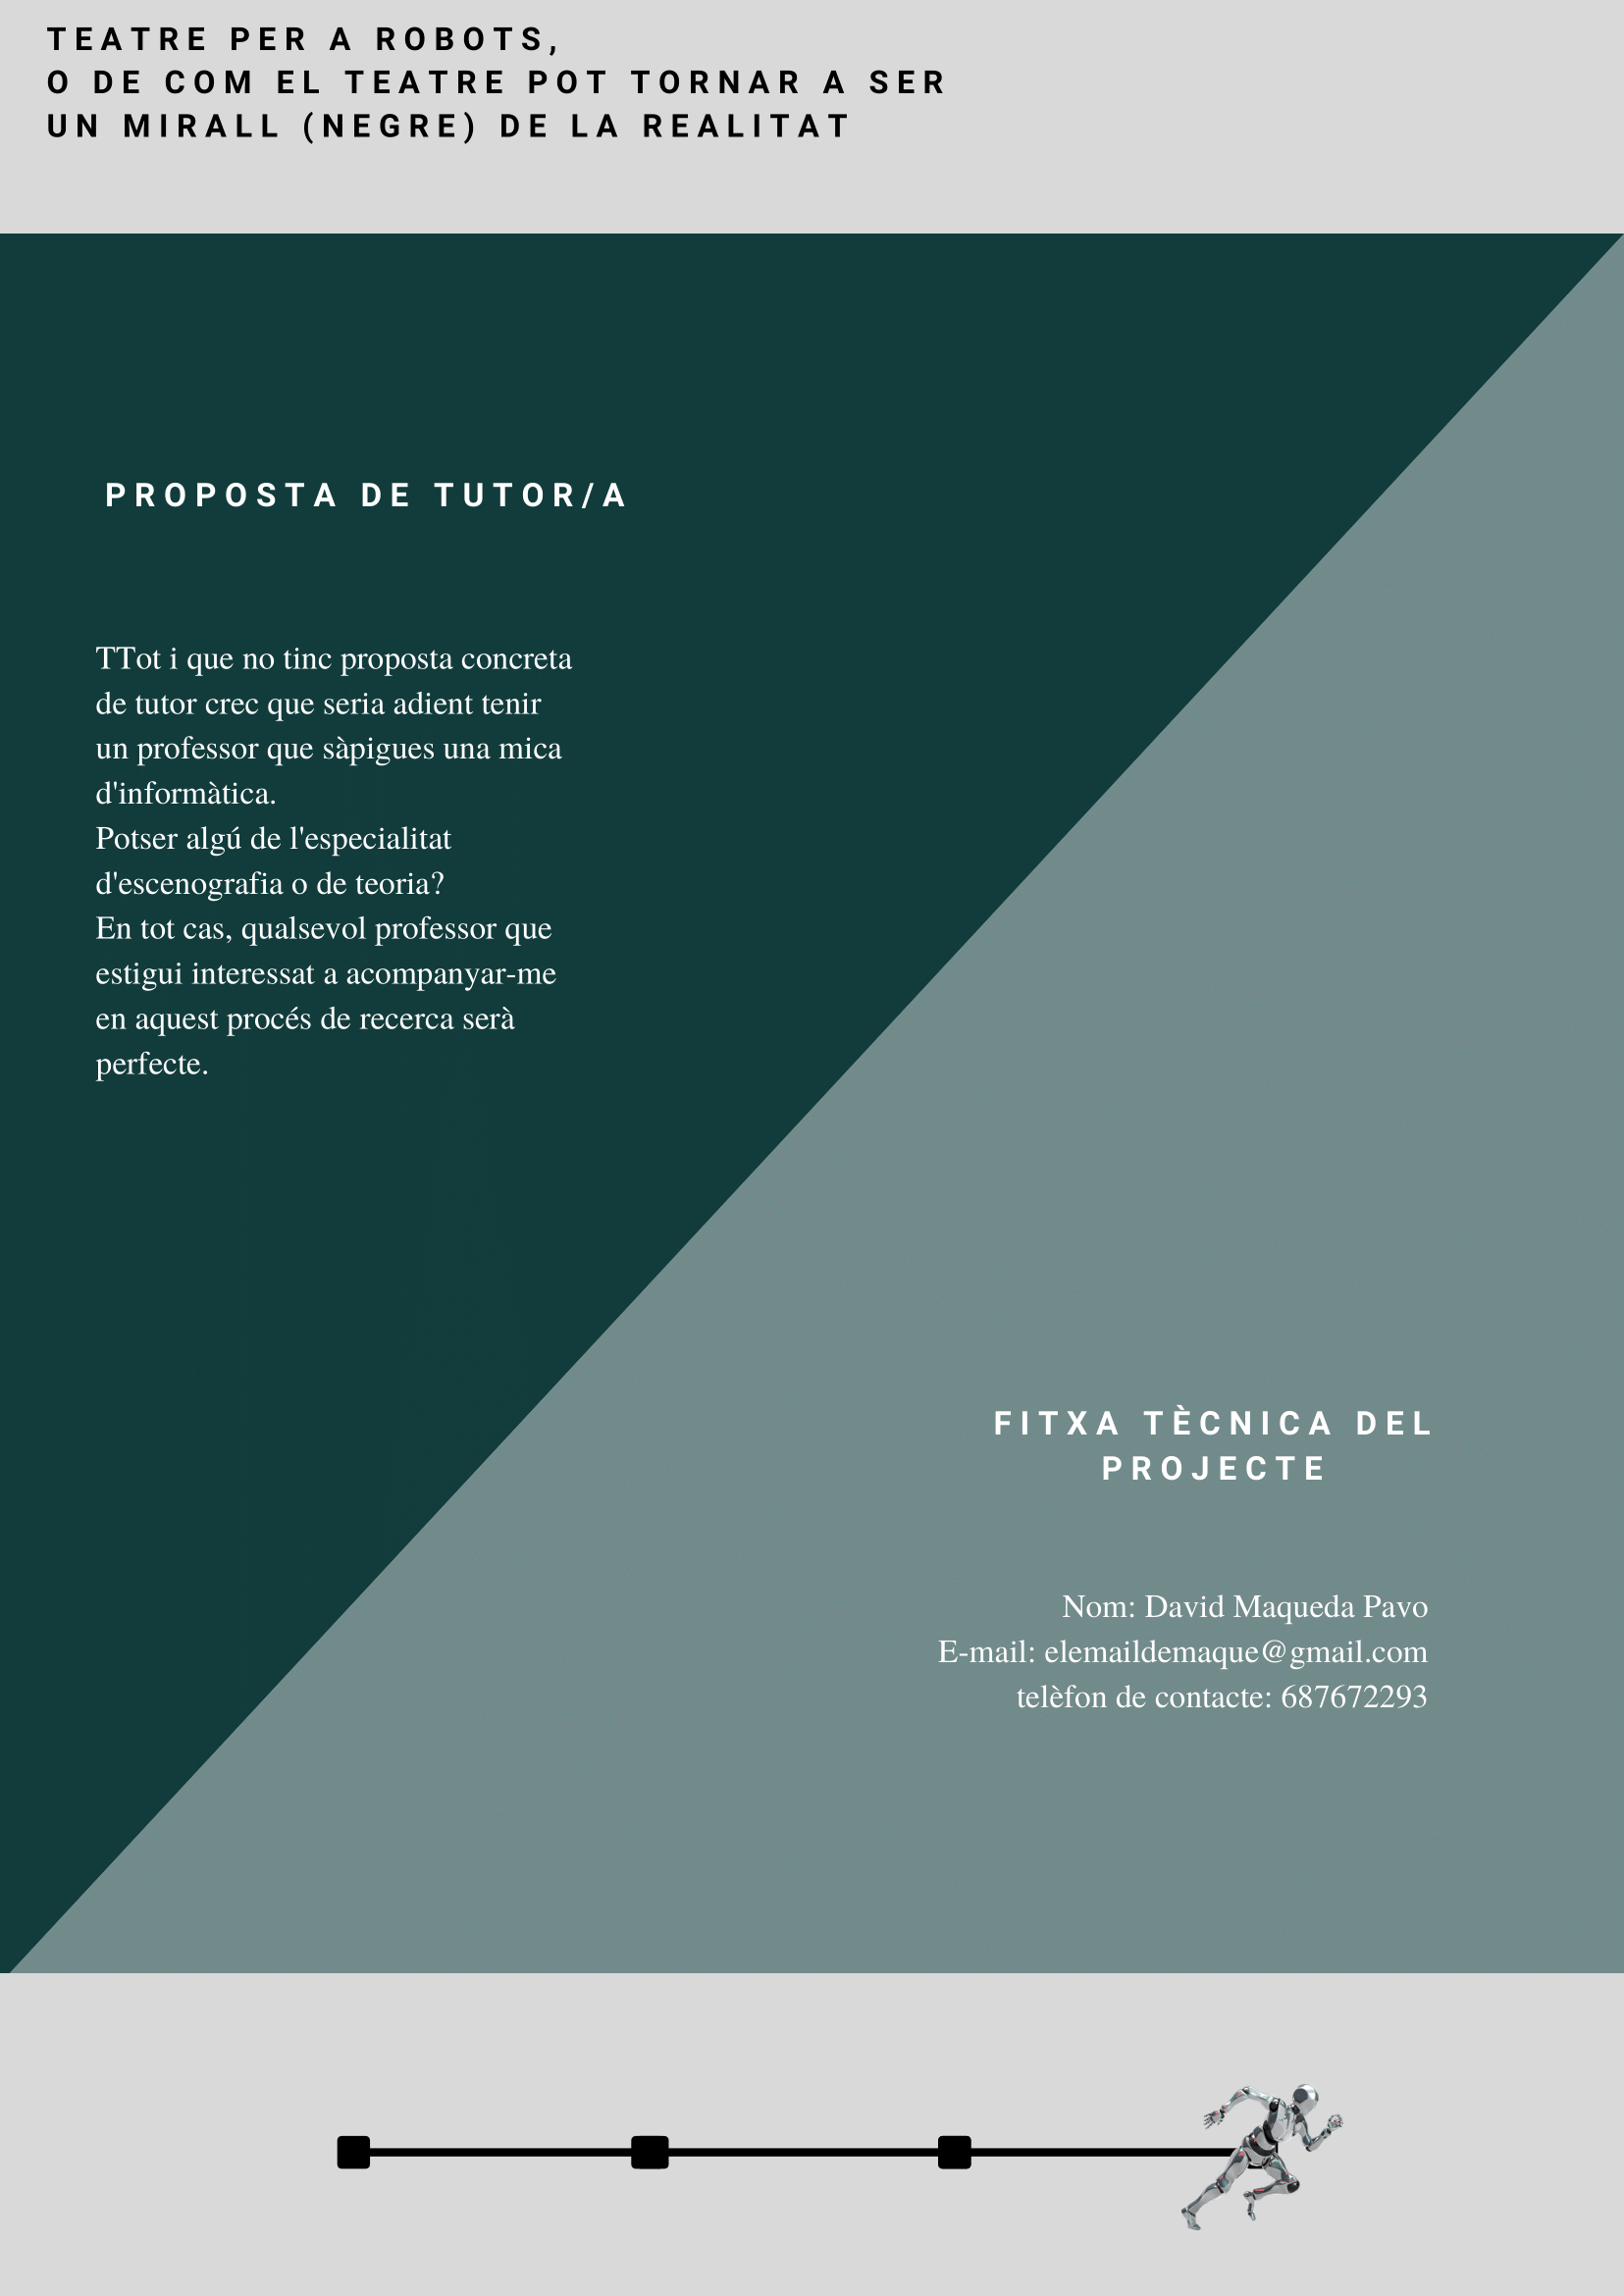 TEATRE PER A ROBOTS,
O DE COM EL TEATRE POT TORNAR A SER
UN MIRALL (NEGRE) DE LA REALITAT
PROPOSTA DE TUTOR/A
TTot i que no tinc proposta concreta
de tutor crec que seria adient tenir
un professor que sàpigues una mica
d'informàtica.
Potser algú de l'especialitat
d'escenografia o de teoria?
En tot cas, qualsevol professor que
estigui interessat a acompanyar-me
en aquest procés de recerca serà
perfecte.
FITXA TÈCNICA DEL
PROJECTE
Nom: David Maqueda Pavo
E-mail: elemaildemaque@gmail.com
telèfon de contacte: 687672293